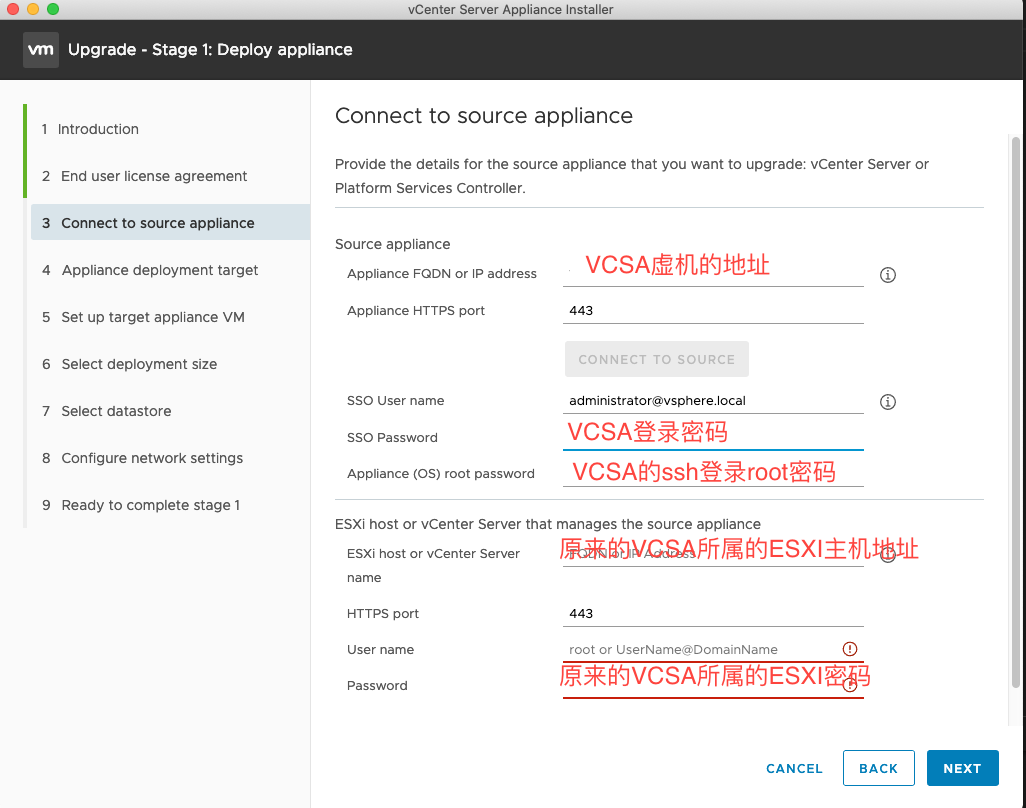 vCenter Server Appliance Installer
vm Upgrade - Stage 1: Deploy appliance
1 Introduction
2 End user license agreement
3 Connect to source appliance
4 Appliance deployment target
5 Set up target appliance VM
6 Select deployment size
7 Select datastore
8 Configure network settings
9 Ready to complete stage 1
Connect to source appliance
Provide the details for the source appliance that you want to upgrade: vCenter Server or
Platform Services Controller.
Source appliance
Appliance FQDN or IP address VCSA虚机的地址
Appliance HTTPS port 443
CONNECT TO SOURCE
SSO User name administrator@vsphere.local
SSO Password VCSA登录密码
Appliance (OS) root password VCSA的ssh登录root密码
ESXi host or vCenter Server that manages the source appliance
ESXi host or vCenter Server FQDN or IP Address 原来的VCSA所属的ESXI主机地址
name
HTTPS port 443
User name root or UserName@DomainName
Password 原来的VCSA所属的ESXI密码
CANCEL BACK NEXT